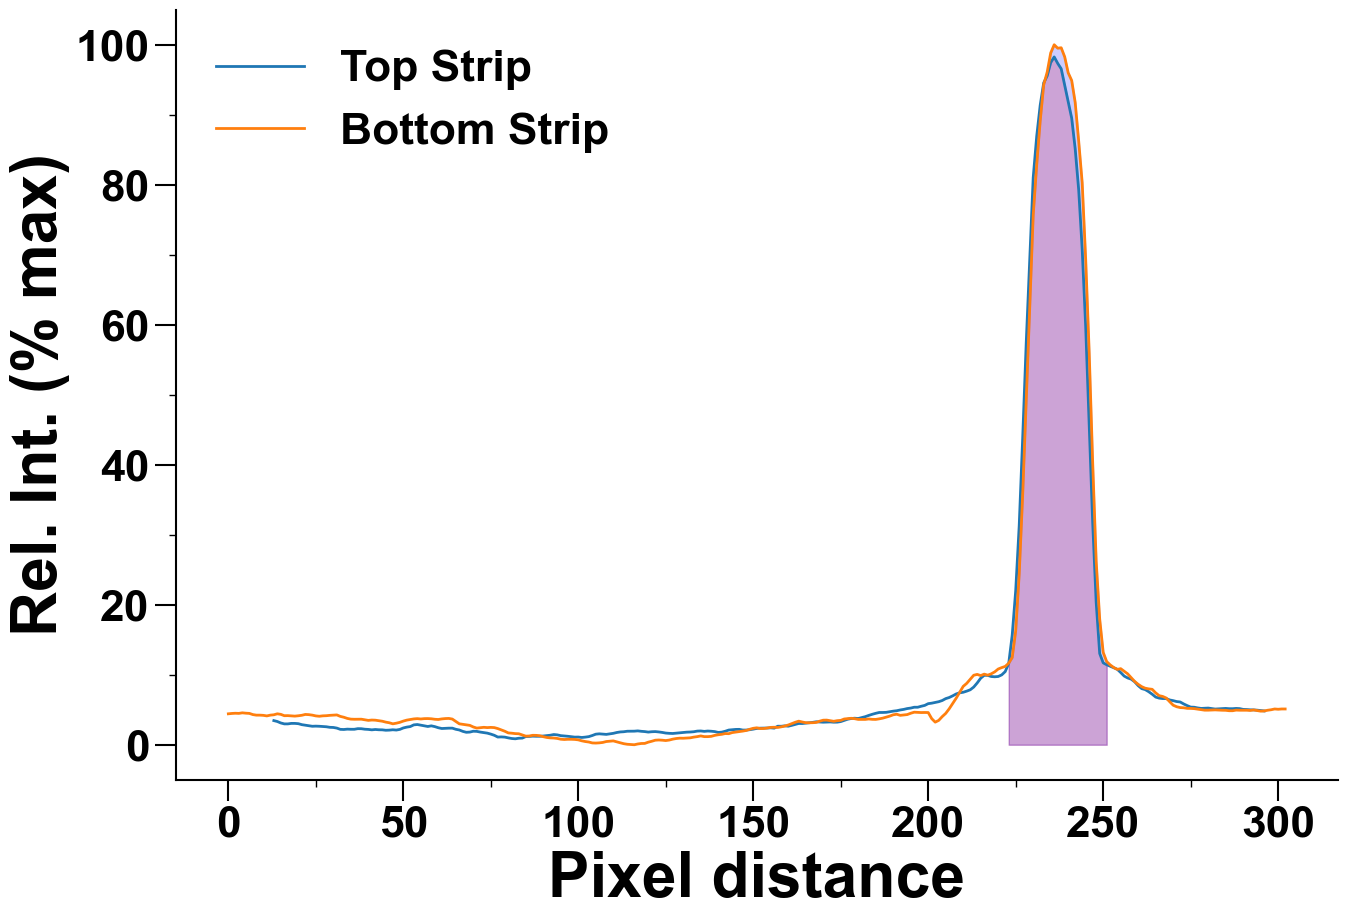 Rel. Int. (% max)
100
80
60
40
20
0
Top Strip
Bottom Strip
0 50 100 150 200 250 300
Pixel distance